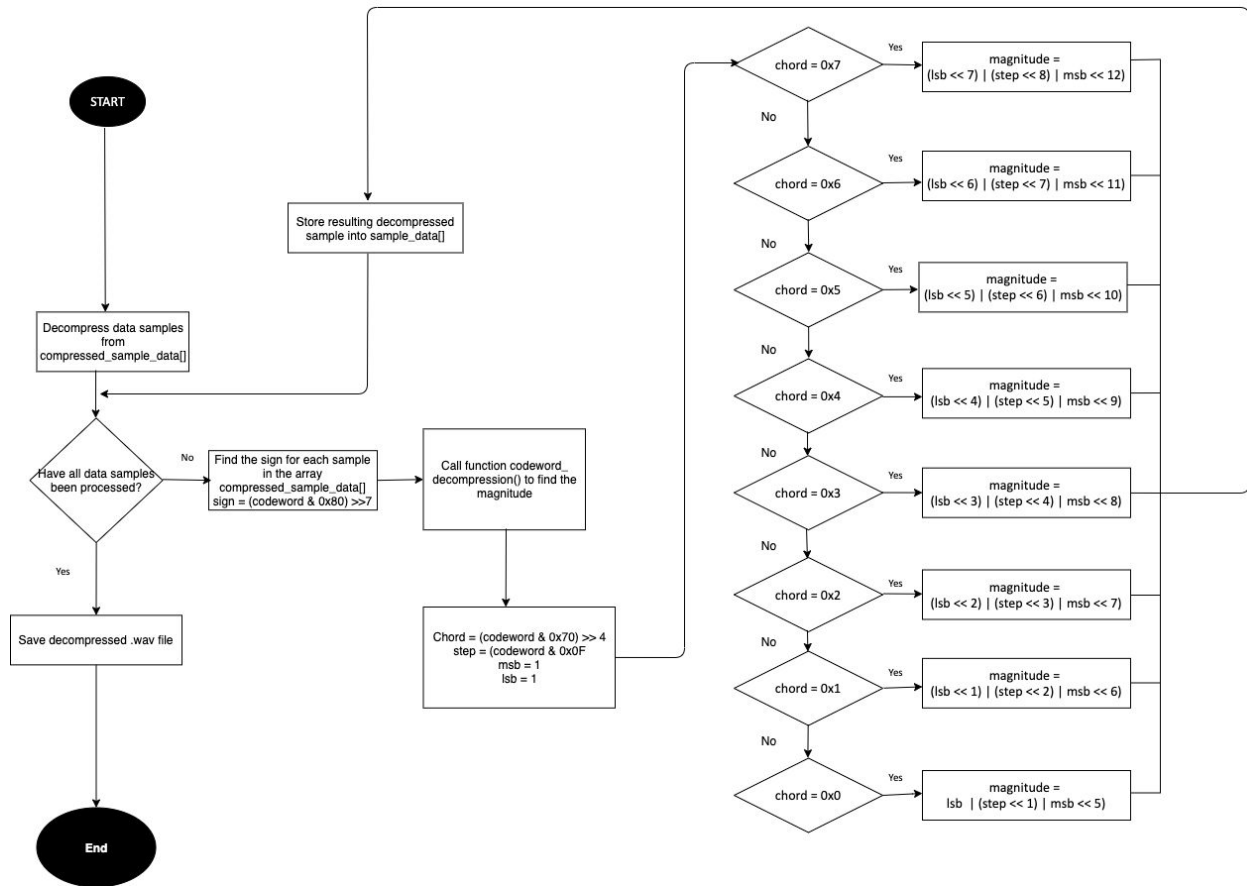 START
Decompress data samples
from
compressed_sample_data[]
Have all data samples
been processed?
Yes
Save decompressed .wav file
End
No
Find the sign for each sample
in the array
compressed_sample_data[]
sign = (codeword & 0x80) >>7
Store resulting decompressed
sample into sample_data[]
Call function codeword_
decompression() to find the
magnitude
Chord = (codeword & 0x70) >> 4
step = (codeword & 0x0F
msb = 1
lsb = 1
chord = 0x7
Yes
magnitude =
(lsb << 7) | (step << 8) | msb << 12)
No
chord = 0x6
Yes
magnitude =
(lsb << 6) | (step << 7) | msb << 11)
No
chord = 0x5
Yes
magnitude =
(lsb << 5) | (step << 6) | msb << 10)
No
chord = 0x4
Yes
magnitude =
(lsb << 4) | (step << 5) | msb << 9)
No
chord = 0x3
Yes
magnitude =
(lsb << 3) | (step << 4) | msb << 8)
No
chord = 0x2
Yes
magnitude =
(lsb << 2) | (step << 3) | msb << 7)
No
chord = 0x1
Yes
magnitude =
(lsb << 1) | (step << 2) | msb << 6)
No
chord = 0x0
Yes
magnitude =
lsb | (step << 1) | msb << 5)